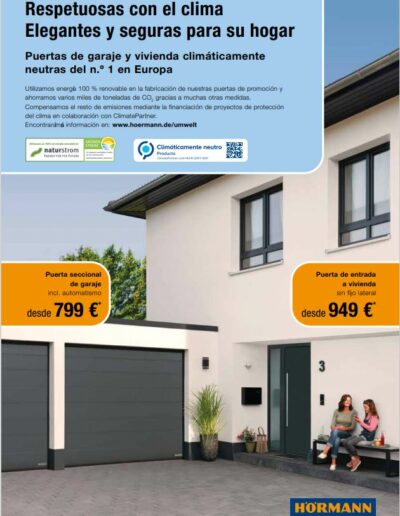 Respetuosas con el clima
Elegantes y seguras para su hogar
Puertas de garaje y vivienda climáticamente
neutras del n.º 1 en Europa
Utilizamos energía 100 % renovable en la fabricación de nuestras puertas de promoción y
ahorramos varios miles de toneladas de CO₂ gracias a muchas otras medidas.
Compensamos el resto de emisiones mediante la financiación de proyectos de protección
del clima en colaboración con ClimatePartner.
Encontrará información en: www.hoermann.de/umwelt
naturstrom
Climáticamente neutro
Producto
Puerta seccional
de garaje
incl. automatismo
desde 799 €*
Puerta de entrada
a vivienda
sin fijo lateral
desde 949 €*
3
HÖRMANN